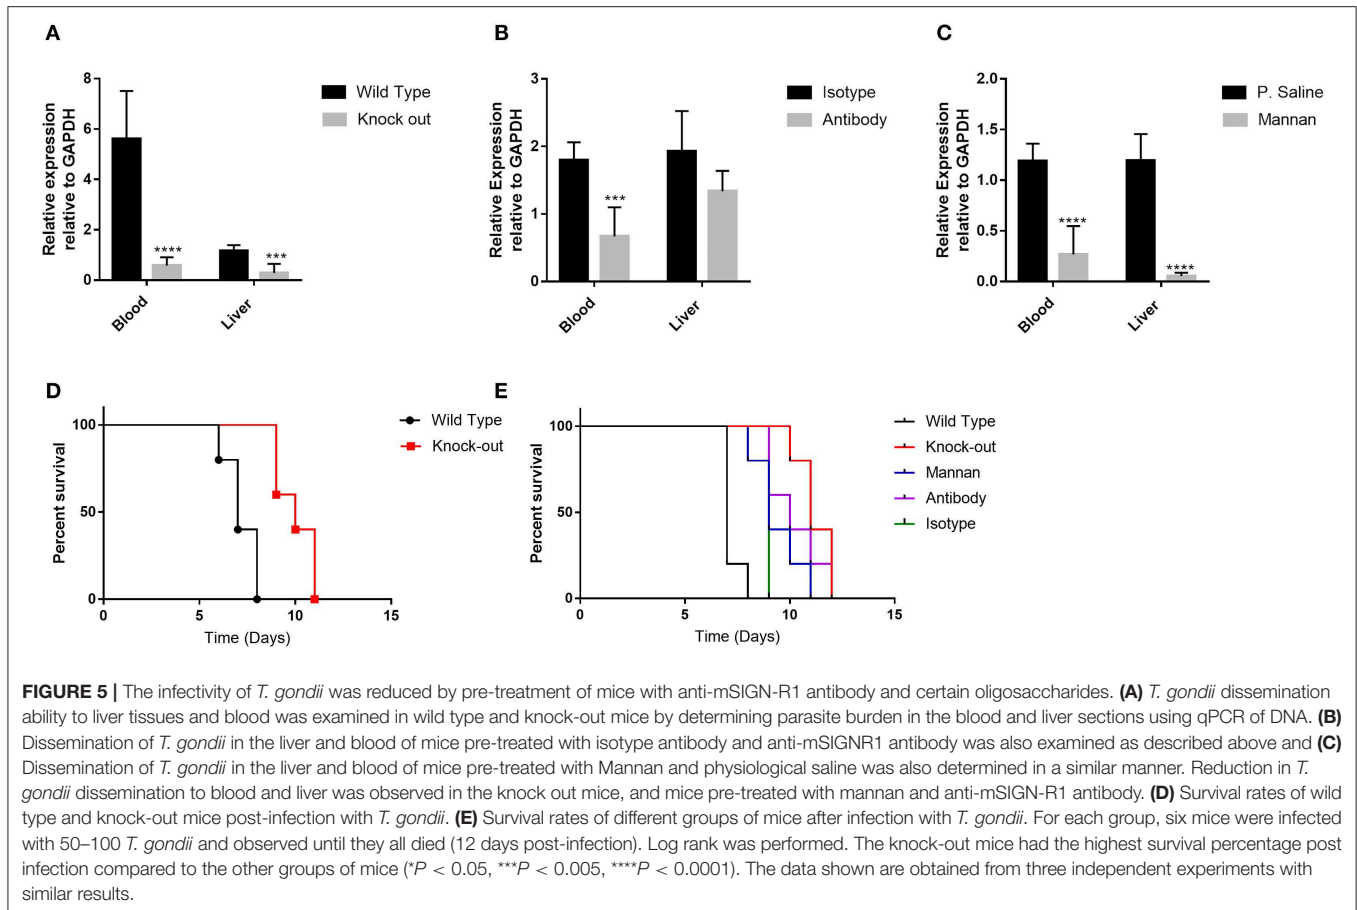 A
8
6
4
2
0
Relative expression
relative to GAPDH
Wild Type
Knock out
****
***
Blood
Liver
B
3
2
1
0
Relative Expression
relative to GAPDH
Isotype
Antibody
***
Blood
Liver
C
2.0
1.5
1.0
0.5
0.0
Relative Expression
relative to GAPDH
P. Saline
Mannan
****
****
Blood
Liver
D
100
50
0
Percent survival
0
5
10
15
Time (Days)
Wild Type
Knock-out
E
100
50
0
Percent survival
0
5
10
15
Time (Days)
Wild Type
Knock-out
Mannan
Antibody
Isotype
FIGURE 5 | The infectivity of T. gondii was reduced by pre-treatment of mice with anti-mSIGN-R1 antibody and certain oligosaccharides. (A) T. gondii dissemination
ability to liver tissues and blood was examined in wild type and knock-out mice by determining parasite burden in the blood and liver sections using qPCR of DNA. (B)
Dissemination of T. gondii in the liver and blood of mice pre-treated with isotype antibody and anti-mSIGNR1 antibody was also examined as described above and (C)
Dissemination of T. gondii in the liver and blood of mice pre-treated with Mannan and physiological saline was also determined in a similar manner. Reduction in T.
gondii dissemination to blood and liver was observed in the knock out mice, and mice pre-treated with mannan and anti-mSIGN-R1 antibody. (D) Survival rates of wild
type and knock-out mice post-infection with T. gondii. (E) Survival rates of different groups of mice after infection with T. gondii. For each group, six mice were infected
with 50–100 T. gondii and observed until they all died (12 days post-infection). Log rank was performed. The knock-out mice had the highest survival percentage post
infection compared to the other groups of mice (*P < 0.05, ***P < 0.005, ****P < 0.0001). The data shown are obtained from three independent experiments with
similar results.